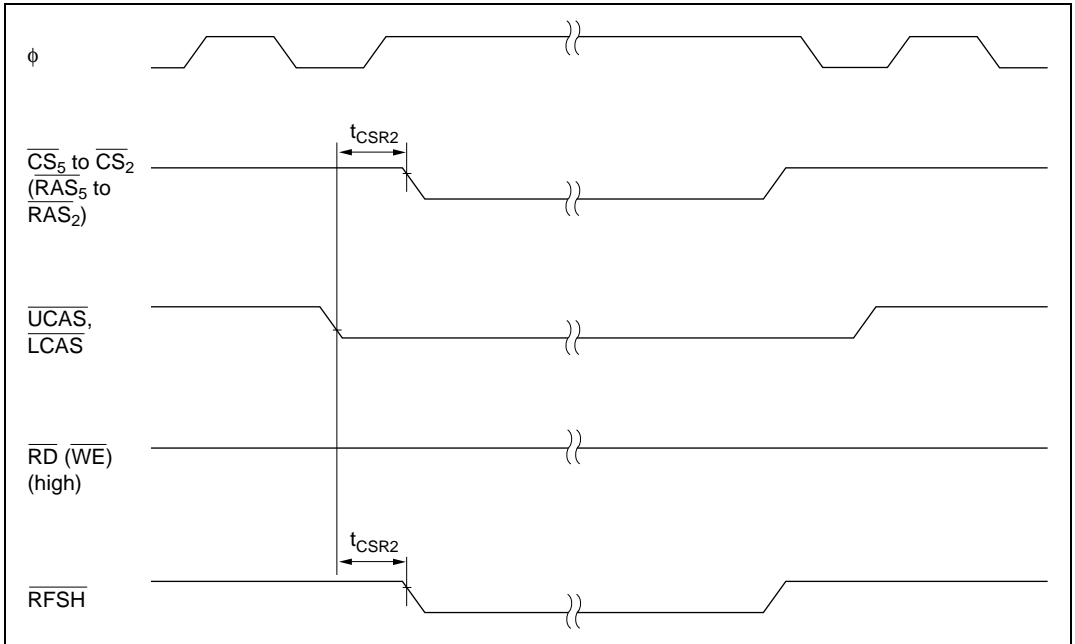 φ
tCSR2
CS5 to CS2
(RAS5 to
RAS2)
UCAS,
LCAS
RD (WE)
(high)
tCSR2
RFSH